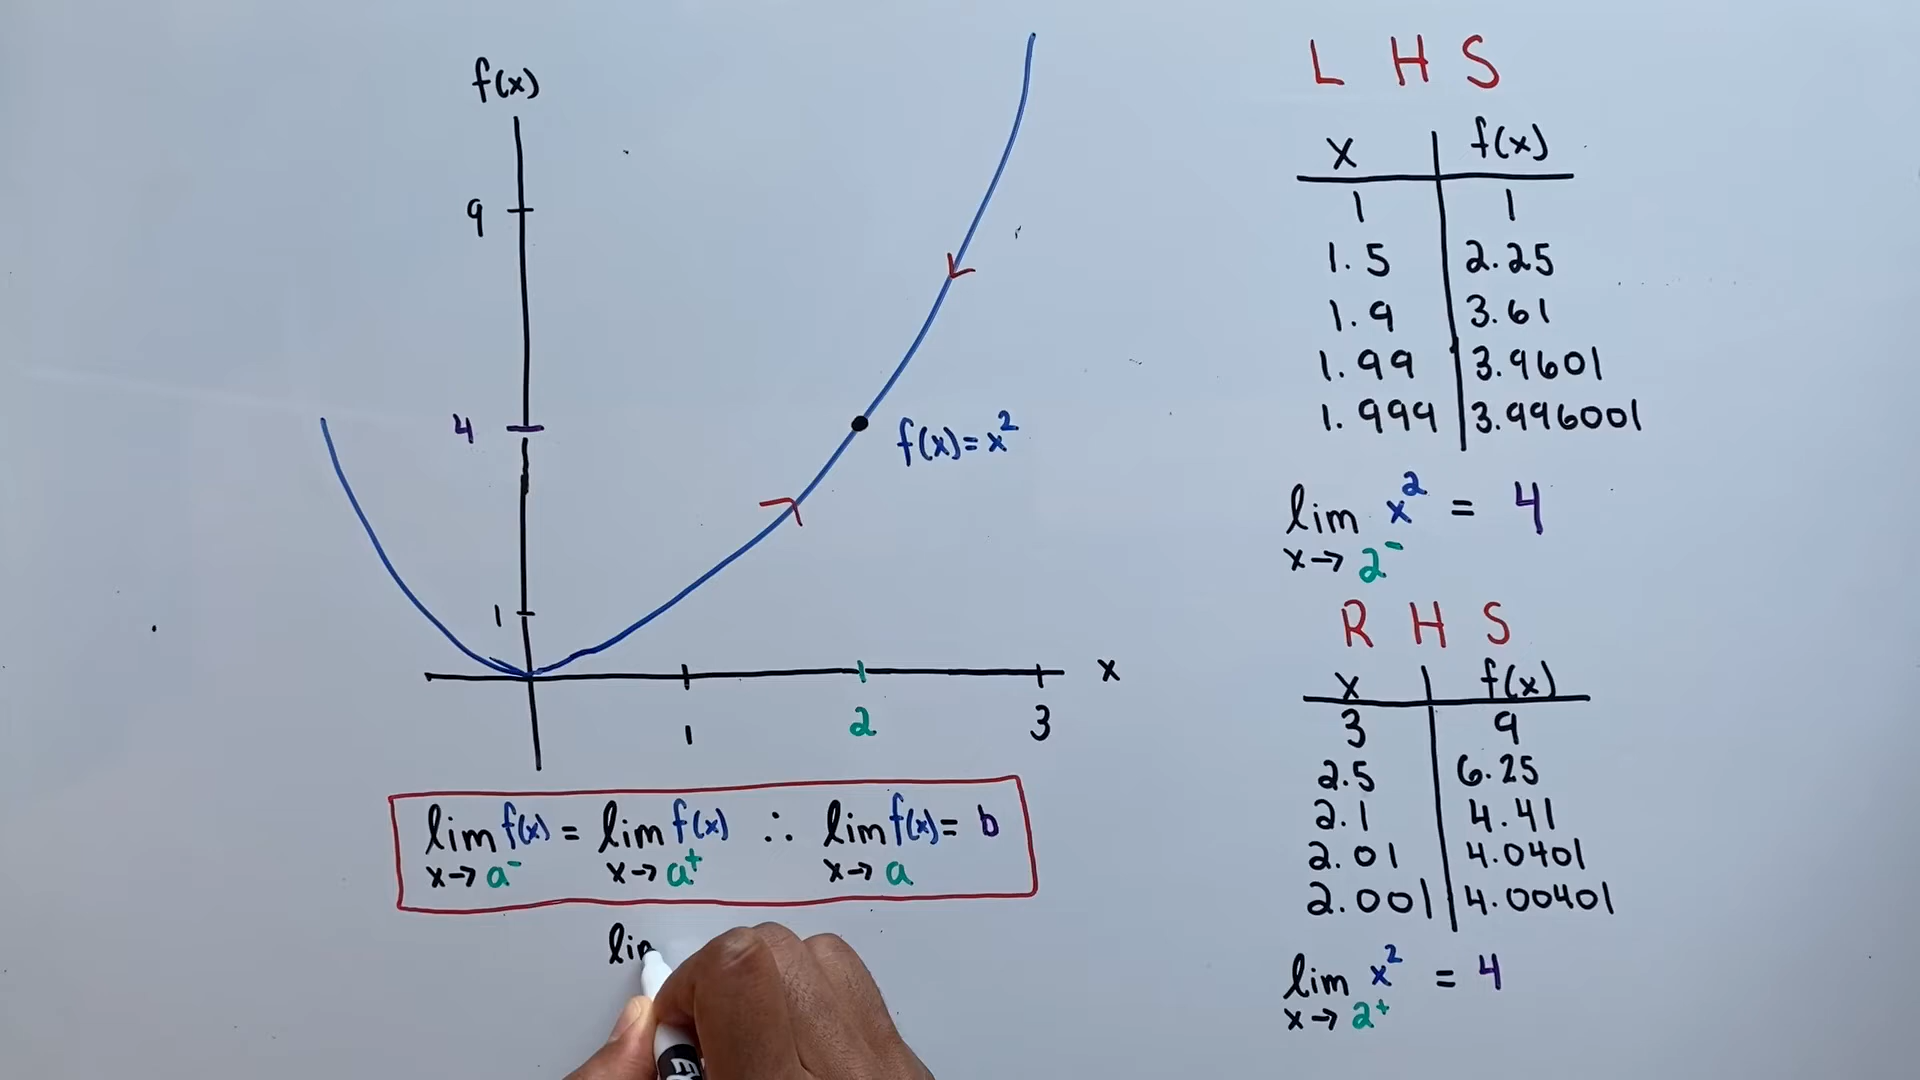 f(x)
9
4
1
f(x)=x²
x
1 2 3
lim f(x) = lim f(x) ∴ lim f(x) = b
x→a⁻ x→a⁺ x→a
L H S
x f(x)
1 1
1.5 2.25
1.9 3.61
1.99 3.9601
1.999 3.996001
lim x² = 4
x→2⁻
R H S
x f(x)
3 9
2.5 6.25
2.1 4.41
2.01 4.0401
2.001 4.00401
lim x² = 4
x→2⁺